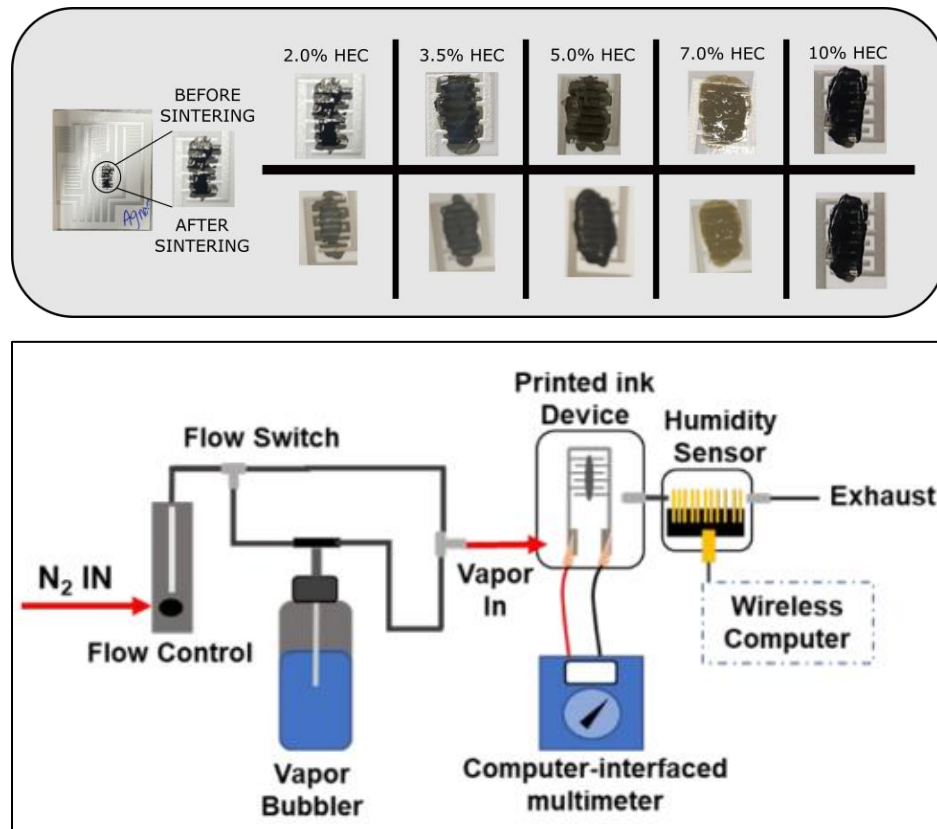 2.0% HEC
3.5% HEC
5.0% HEC
7.0% HEC
10% HEC
BEFORE
SINTERING
AFTER
SINTERING
Printed ink
Device
Humidity
Sensor
Flow Switch
Exhaust
N₂ IN
Vapor
In
Flow Control
Wireless
Computer
Vapor
Bubbler
Computer-interfaced
multimeter